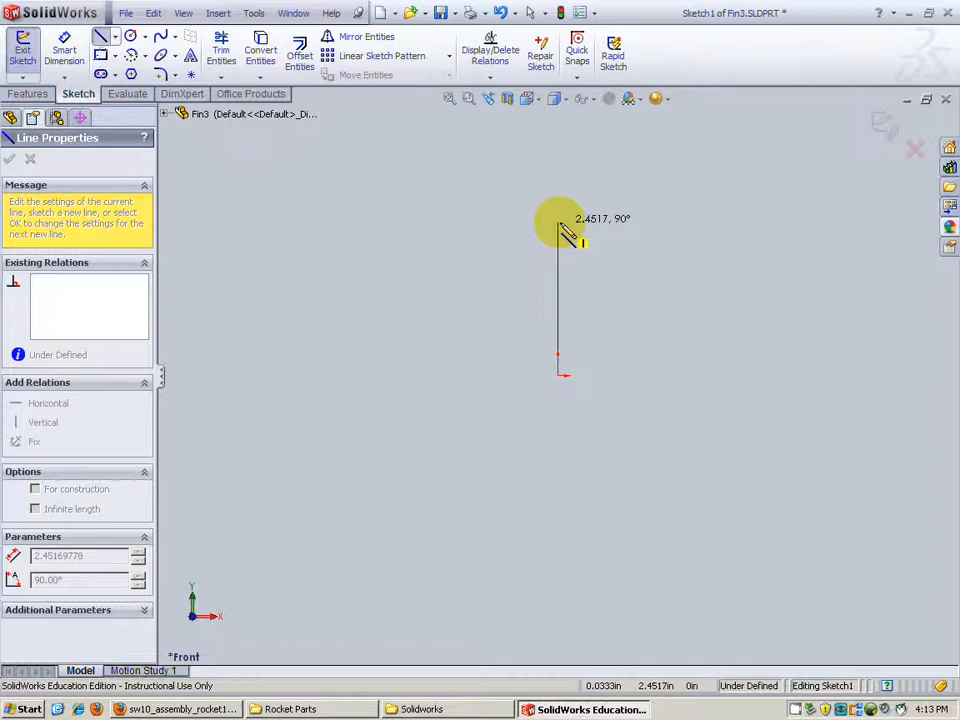 SolidWorks
File Edit View Insert Tools Window Help
Sketch1 of Fin3.SLDPRT *
Exit Sketch
Smart Dimension
Trim Entities
Convert Entities
Offset Entities
Mirror Entities
Linear Sketch Pattern
Move Entities
Display/Delete Relations
Repair Sketch
Quick Snaps
Rapid Sketch
Features Sketch Evaluate DimXpert Office Products
Fin3 (Default<<Default>_Di...
Line Properties ?
Message
Edit the settings of the current
line, sketch a new line, or select
OK to change the settings for the
next new line.
2.4517, 90°
Existing Relations
Under Defined
Add Relations
Horizontal
Vertical
Fix
Options
For construction
Infinite length
Parameters
2.45169778
90.00°
Additional Parameters
Y
X
*Front
Model Motion Study 1
SolidWorks Education Edition - Instructional Use Only
0.0333in 2.4517in 0in Under Defined Editing Sketch1
Start sw10_assembly_rocket1... Rocket Parts Solidworks SolidWorks Education... 4:13 PM